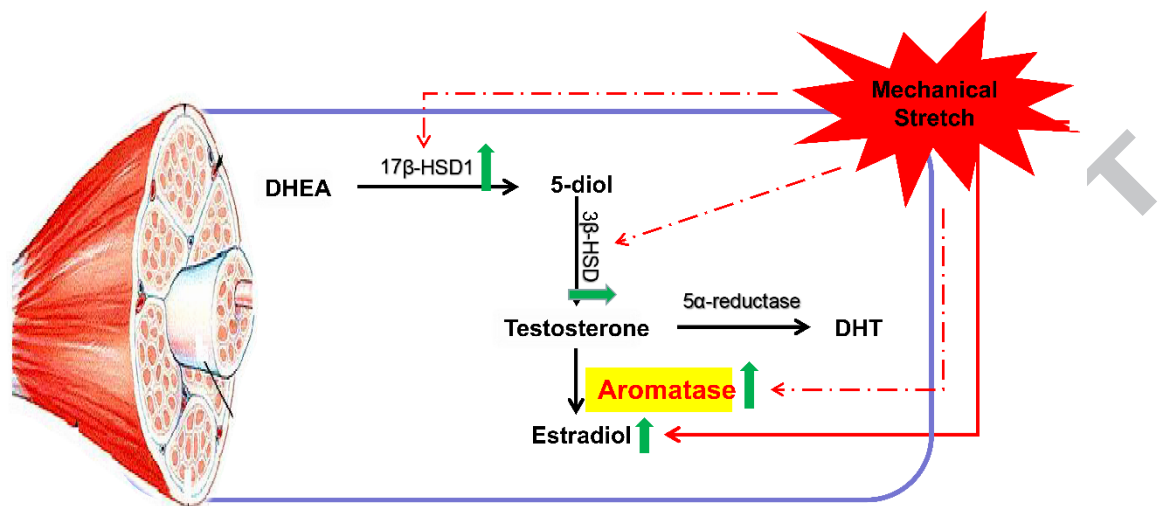 Mechanical
Stretch
17β-HSD1
DHEA
5-diol
3β-HSD
5α-reductase
Testosterone
DHT
Aromatase
Estradiol
T